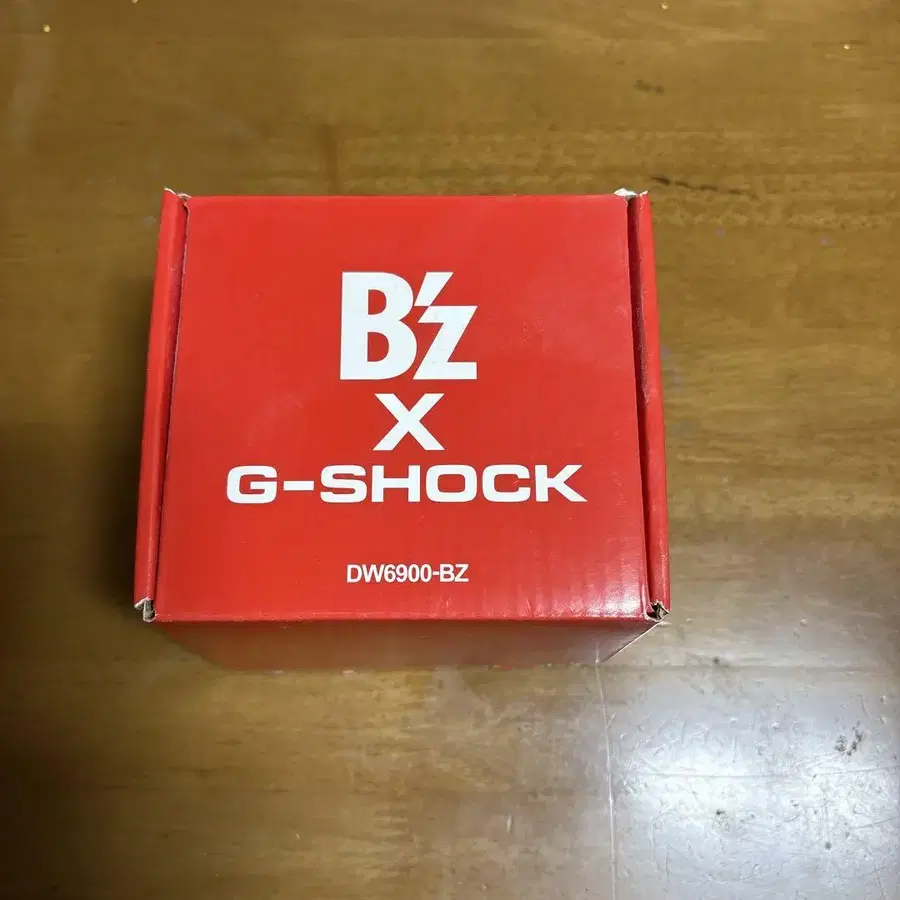 B'z
X
G-SHOCK
DW6900-BZ